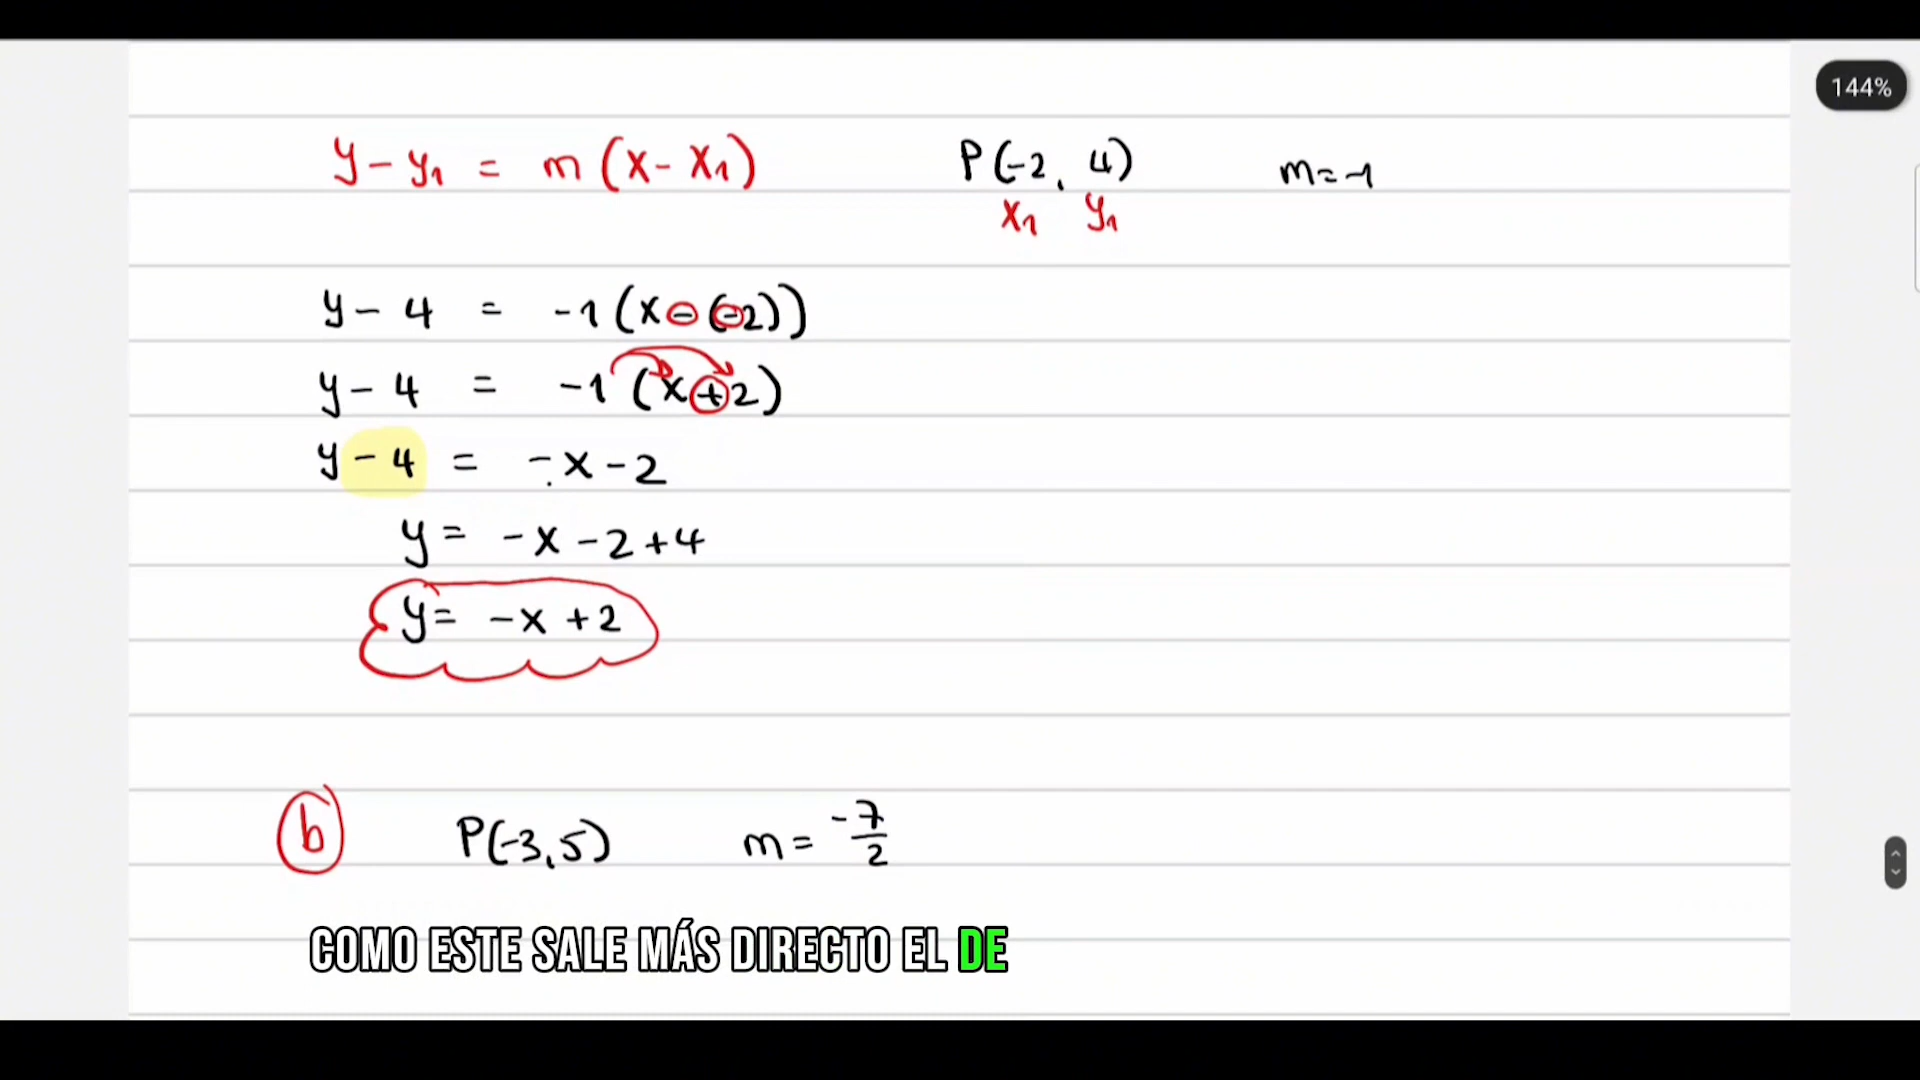 144%
y - y₁ = m (x - x₁) P(-2, 4) m = -1
x₁ y₁
y - 4 = -1 (x - (-2))
y - 4 = -1 (x + 2)
y - 4 = -x - 2
y = -x - 2 + 4
y = -x + 2
b P(-3, 5) m = -7/2
COMO ESTE SALE MÁS DIRECTO EL DE